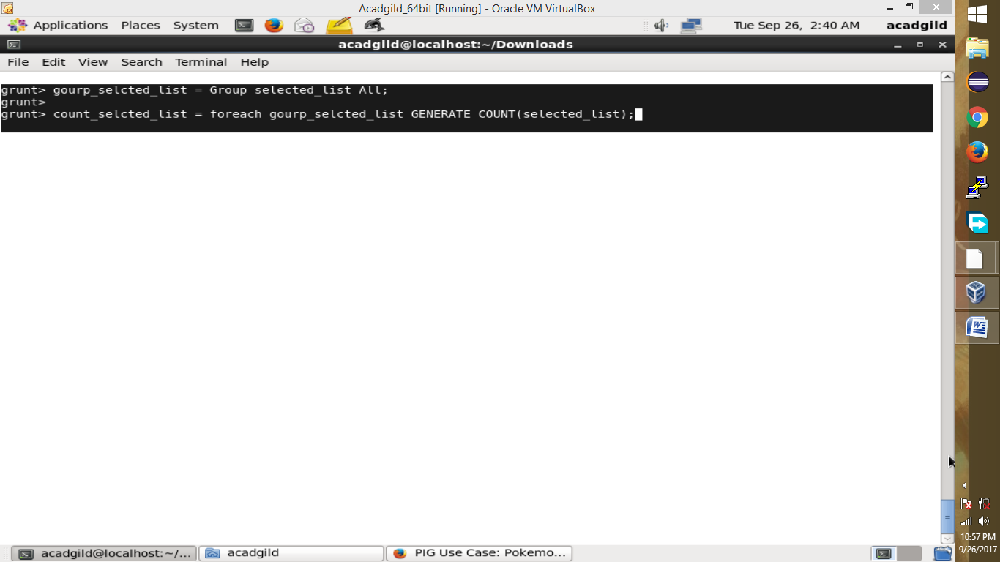 Acadgild_64bit [Running] - Oracle VM VirtualBox
Applications Places System Tue Sep 26, 2:40 AM acadgild
acadgild@localhost:~/Downloads
File Edit View Search Terminal Help
grunt> gourp_selcted_list = Group selected_list All;
grunt>
grunt> count_selcted_list = foreach gourp_selcted_list GENERATE COUNT(selected_list);
acadgild@localhost:~/... acadgild PIG Use Case: Pokemo...
10:57 PM
9/26/2017